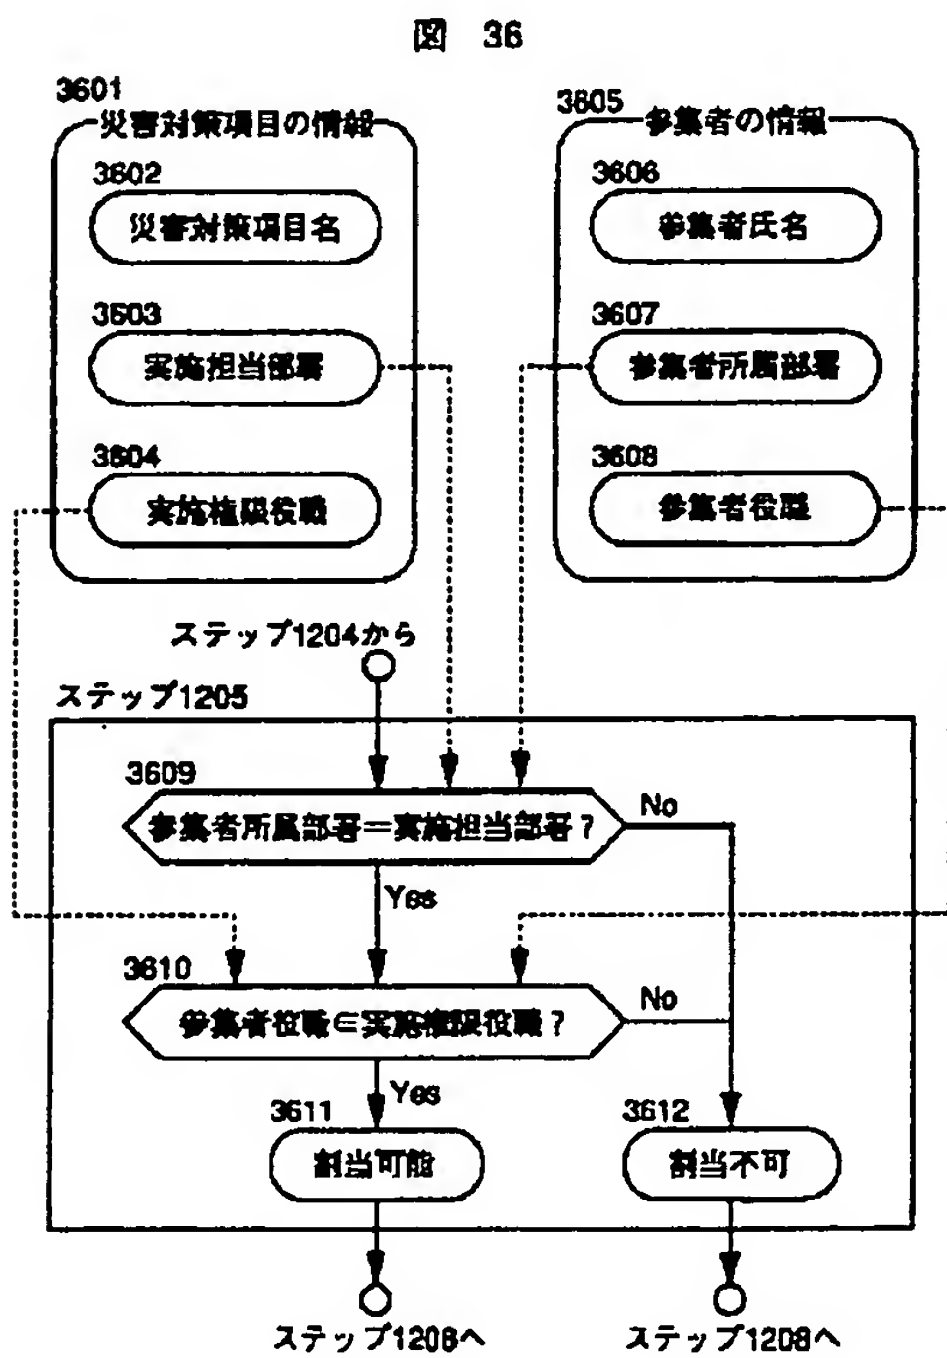 図 36
3601
災害対策項目の情報
3602
災害対策項目名
3603
実施担当部署
3604
実施権限役職
3605
参集者の情報
3606
参集者氏名
3607
参集者所属部署
3608
参集者役職
ステップ1204から
ステップ1205
3609
参集者所属部署=実施担当部署?
No
Yes
3610
参集者役職∈実施権限役職?
No
Yes
3611
割当可能
3612
割当不可
ステップ1206へ
ステップ1208へ